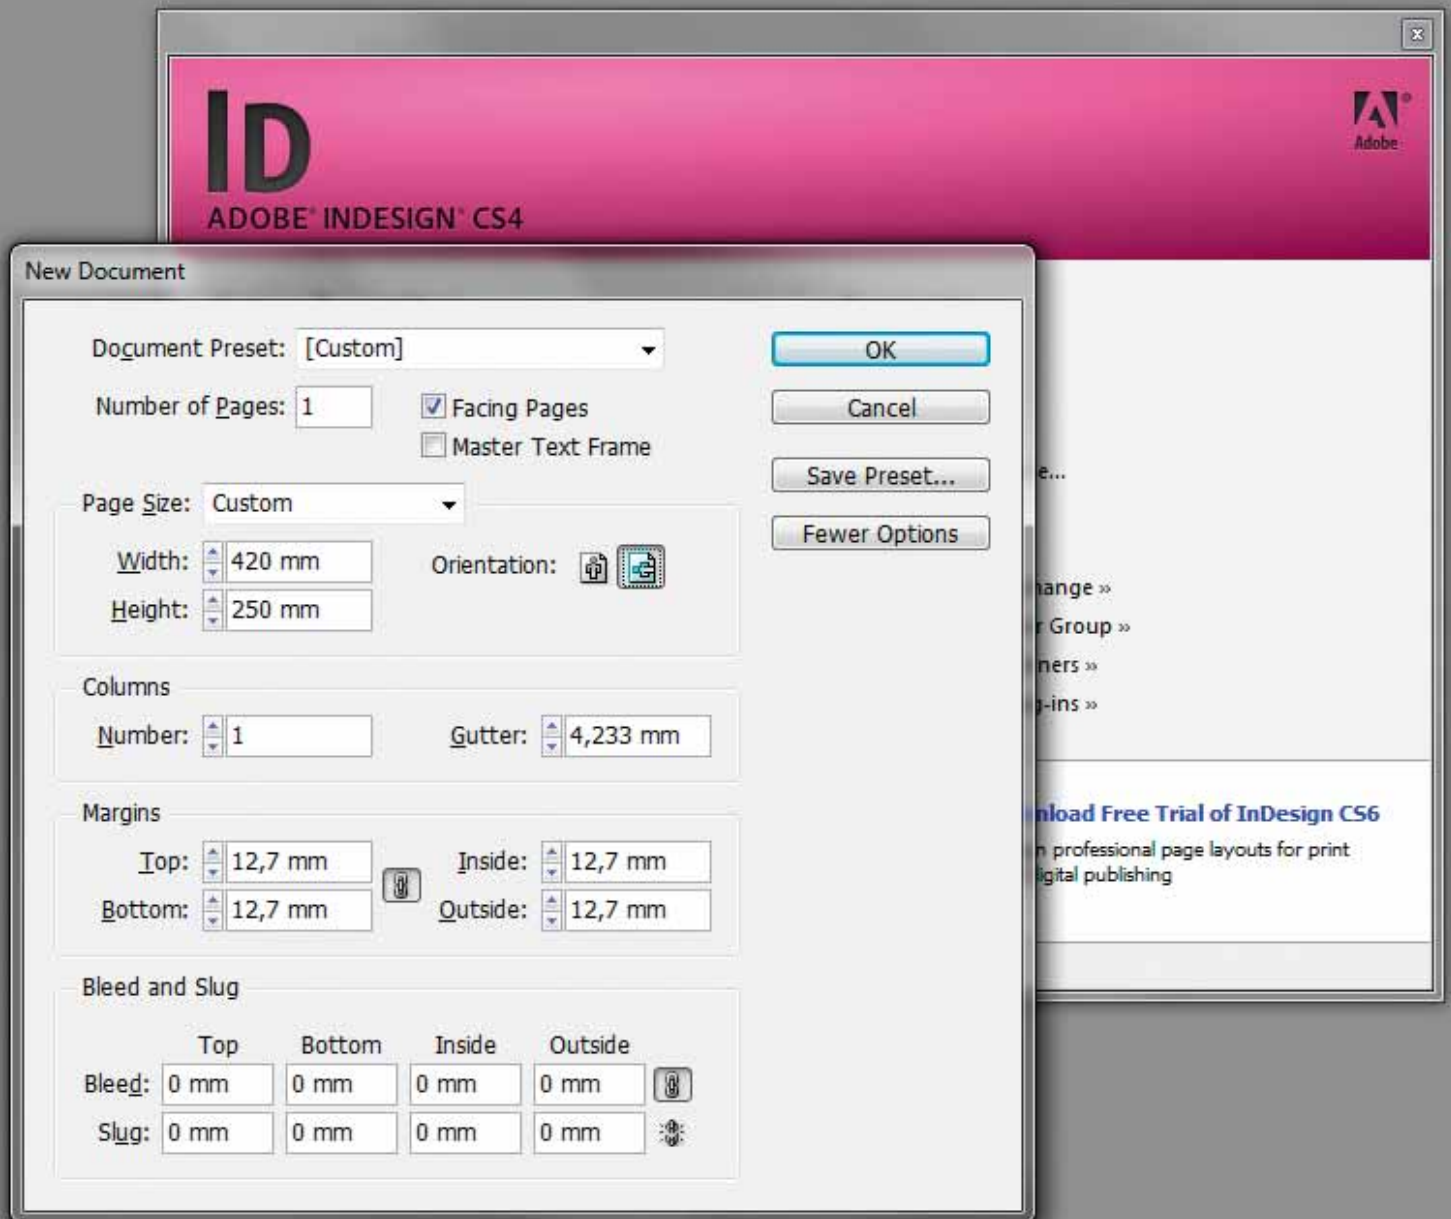 x
ID
ADOBE® INDESIGN® CS4
Adobe
New Document
Document Preset: [Custom]
OK
Number of Pages: 1
Facing Pages
Cancel
Master Text Frame
Save Preset...
Page Size: Custom
Fewer Options
Width: 420 mm
Orientation:
Height: 250 mm
Columns
Number: 1
Gutter: 4,233 mm
Margins
Top: 12,7 mm
Inside: 12,7 mm
Bottom: 12,7 mm
Outside: 12,7 mm
Bleed and Slug
Top Bottom Inside Outside
Bleed: 0 mm 0 mm 0 mm 0 mm
Slug: 0 mm 0 mm 0 mm 0 mm
e...
hange »
r Group »
ners »
g-ins »
nload Free Trial of InDesign CS6
n professional page layouts for print
digital publishing